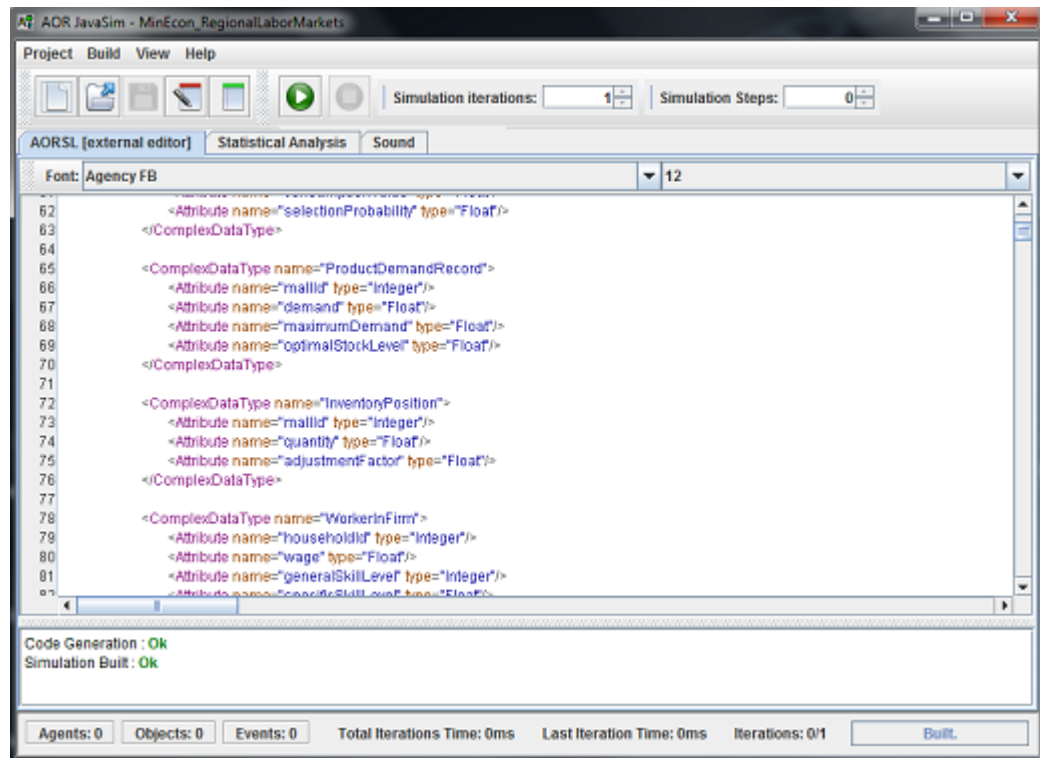 AOR JavaSim - MinEcon_RegionalLaborMarkets
Project Build View Help
Simulation iterations: 1 Simulation Steps: 0
AORSL [external editor] Statistical Analysis Sound
Font: Agency FB 12
62 <Attribute name="selectionProbability" type="Float"/>
63 </ComplexDataType>
64
65 <ComplexDataType name="ProductDemandRecord">
66 <Attribute name="mallId" type="Integer"/>
67 <Attribute name="demand" type="Float"/>
68 <Attribute name="maximumDemand" type="Float"/>
69 <Attribute name="optimalStockLevel" type="Float"/>
70 </ComplexDataType>
71
72 <ComplexDataType name="InventoryPosition">
73 <Attribute name="mallId" type="Integer"/>
74 <Attribute name="quantity" type="Float"/>
75 <Attribute name="adjustmentFactor" type="Float"/>
76 </ComplexDataType>
77
78 <ComplexDataType name="WorkerInFirm">
79 <Attribute name="householdId" type="Integer"/>
80 <Attribute name="wage" type="Float"/>
81 <Attribute name="generalSkillLevel" type="Integer"/>
82 <Attribute name="specificSkillLevel" type="Float"/>
Code Generation : Ok
Simulation Built : Ok
Agents: 0 Objects: 0 Events: 0 Total Iterations Time: 0ms Last Iteration Time: 0ms Iterations: 0/1 Built.